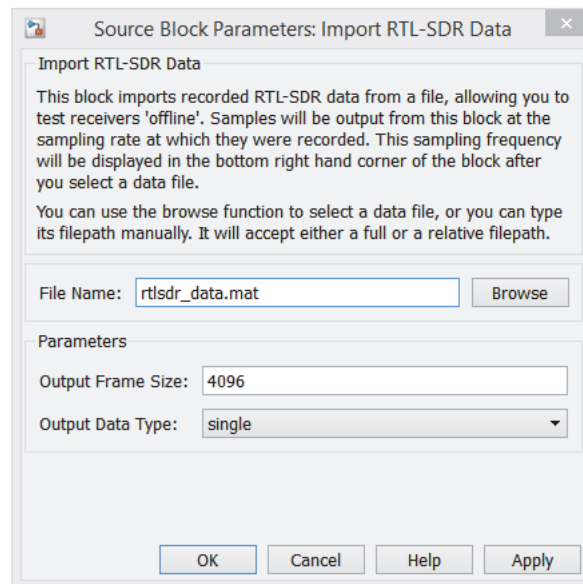 Source Block Parameters: Import RTL-SDR Data
Import RTL-SDR Data
This block imports recorded RTL-SDR data from a file, allowing you to
test receivers 'offline'. Samples will be output from this block at the
sampling rate at which they were recorded. This sampling frequency
will be displayed in the bottom right hand corner of the block after
you select a data file.
You can use the browse function to select a data file, or you can type
its filepath manually. It will accept either a full or a relative filepath.
File Name: rtlsdr_data.mat Browse
Parameters
Output Frame Size: 4096
Output Data Type: single
OK Cancel Help Apply